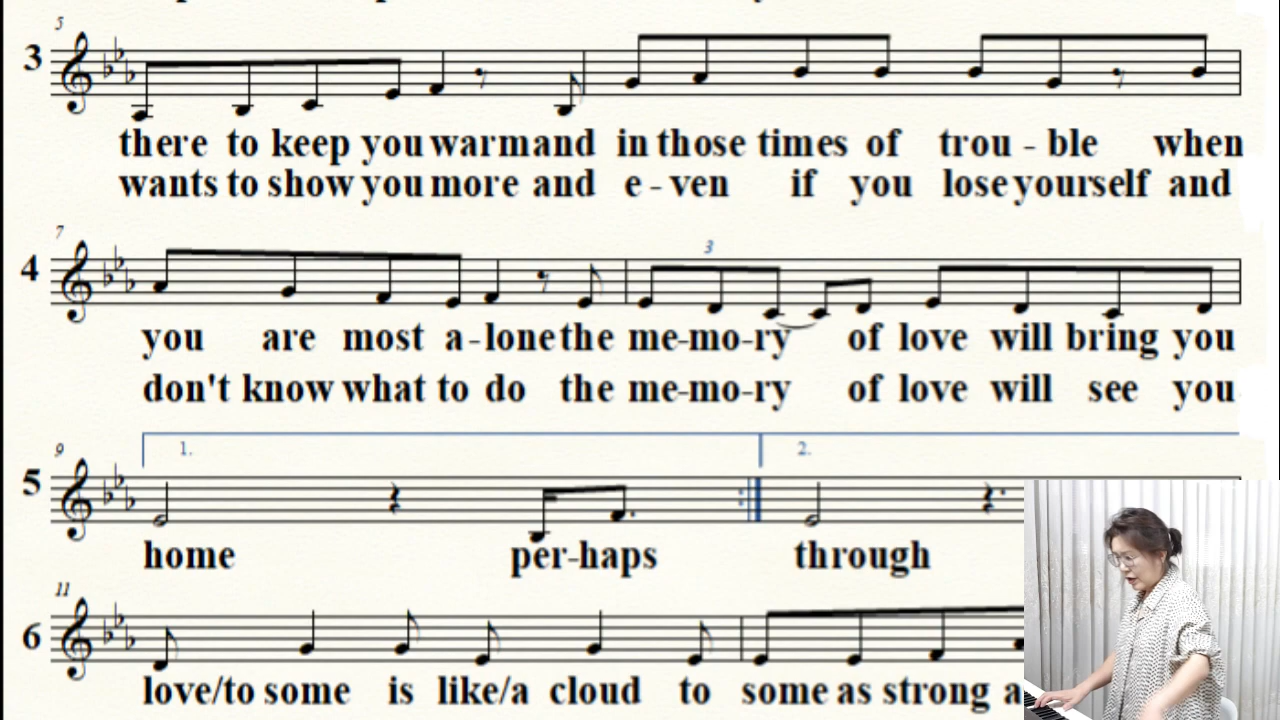 5
3
there to keep you warmand in those times of trou - ble when
wants to show you more and e - ven if you lose yourself and
7
4
3
you are most a - lone the me-mo-ry of love will bring you
don't know what to do the me-mo-ry of love will see you
9
1. 2.
5
home per-haps through
11
6
love/to some is like/a cloud to some as strong a